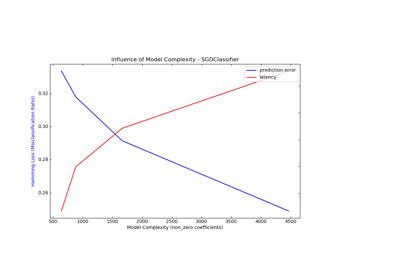 Influence of Model Complexity - SGDClassifier
prediction error
latency
0.32
0.30
0.28
0.26
Hamming Loss (Misclassification Ratio)
500 1000 1500 2000 2500 3000 3500 4000 4500
Model Complexity (non_zero coefficients)